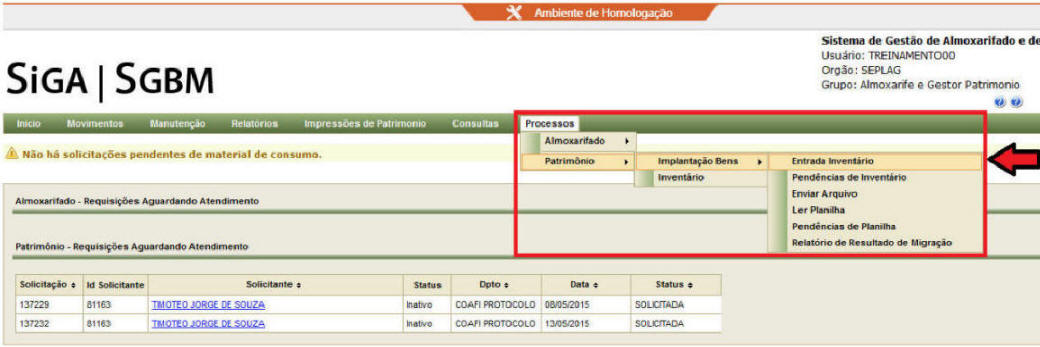 Ambiente de Homologação
Sistema de Gestão de Almoxarifado e de
Usuário: TREINAMENTO00
Orgão: SEPLAG
Grupo: Almoxarife e Gestor Patrimonio
SiGA | SGBM
Início Movimentos Manutenção Relatórios Impressões de Patrimonio Consultas Processos
Almoxarifado
Não há solicitações pendentes de material de consumo.
Patrimônio Implantação Bens Entrada Inventário
Inventário Pendências de Inventário
Enviar Arquivo
Almoxarifado - Requisições Aguardando Atendimento
Ler Planilha
Pendências de Planilha
Relatório de Resultado de Migração
Patrimônio - Requisições Aguardando Atendimento
Solicitação Id Solicitante Solicitante Status Dpto Data Status
137229 81163 TIMOTEO JORGE DE SOUZA Inativo COAFI PROTOCOLO 08/05/2015 SOLICITADA
137232 81163 TIMOTEO JORGE DE SOUZA Inativo COAFI PROTOCOLO 13/05/2015 SOLICITADA